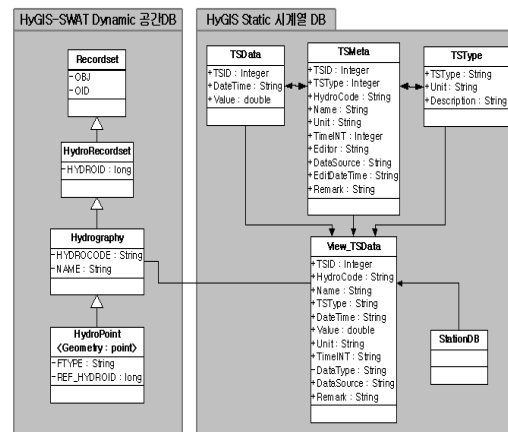 HyGIS-SWAT Dynamic 공간DB
Recordset
-OBJ
-OID
HydroRecordset
-HYDROID : long
Hydrography
-HYDROCODE : String
-NAME : String
HydroPoint
<Geometry : point>
-FTYPE : String
-REF_HYDROID : long
HyGIS Static 시계열 DB
TSData
+TSID : Integer
+DateTime : String
+Value : double
TSMeta
+TSID : Integer
+TSType : Integer
+HydroCode : String
+Name : String
+Unit : String
+TimeINT : Integer
+Editor : String
+DataSource : String
+EditDateTime : String
+Remark : String
TSType
+TSType : String
+Unit : String
+Description : String
View_TSData
+TSID : Integer
+HydroCode : String
+Name : String
+TSType : String
+DateTime : String
+Value : double
+Unit : String
+TimeINT : String
-DataType : String
+DataSource : String
+Remark : String
StationDB